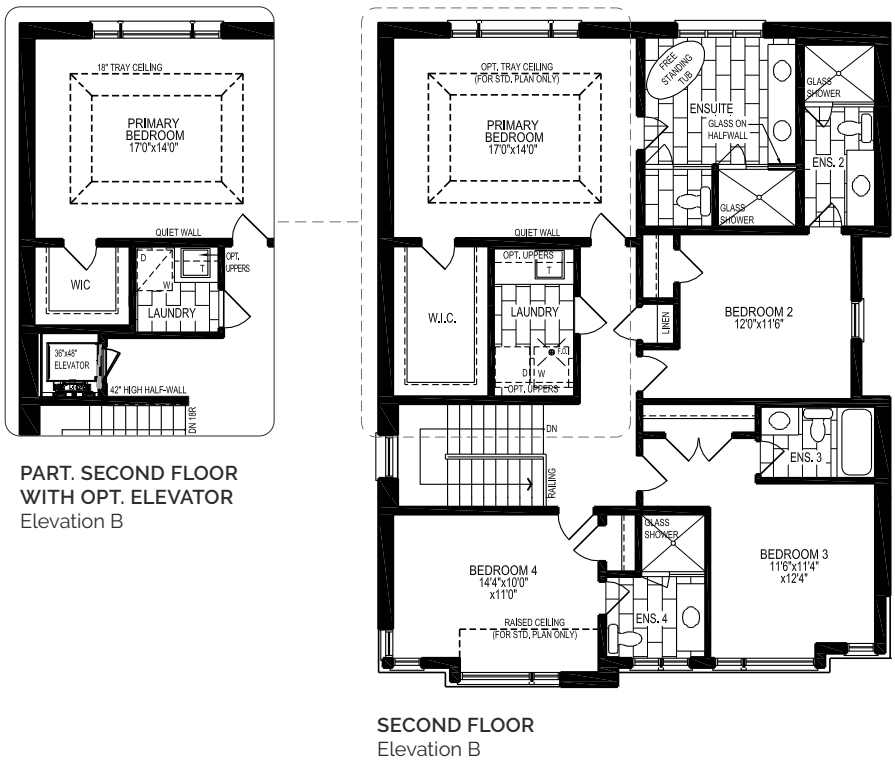 18" TRAY CEILING
PRIMARY
BEDROOM
17'0"x14'0"
QUIET WALL
WIC
D
W
T
OPT.
UPPERS
LAUNDRY
36"x48"
ELEVATOR
42" HIGH HALF-WALL
DN 18R
PART. SECOND FLOOR
WITH OPT. ELEVATOR
Elevation B
OPT. TRAY CEILING
(FOR STD. PLAN ONLY)
PRIMARY
BEDROOM
17'0"x14'0"
QUIET WALL
FREE
STANDING
TUB
ENSUITE
GLASS ON
HALFWALL
GLASS
SHOWER
GLASS
SHOWER
ENS. 2
W.I.C.
OPT. UPPERS
T
LAUNDRY
F.D.
D
W
OPT. UPPERS
LINEN
BEDROOM 2
12'0"x11'6"
DN
RAILING
ENS. 3
BEDROOM 4
14'4"x10'0"
x11'0"
RAISED CEILING
(FOR STD. PLAN ONLY)
GLASS
SHOWER
ENS. 4
BEDROOM 3
11'6"x11'4"
x12'4"
SECOND FLOOR
Elevation B